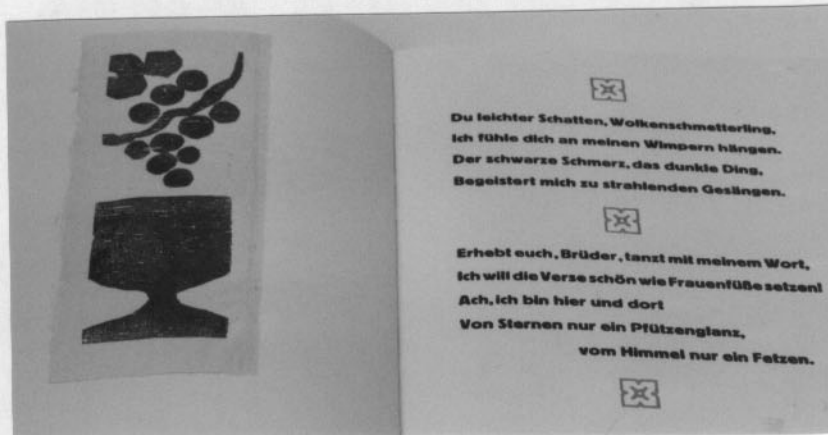 Du leichter Schatten, Wolkenschmetterling,
Ich fühle dich an meinen Wimpern hängen.
Der schwarze Schmerz, das dunkle Ding,
Begeistert mich zu strahlenden Gesängen.
Erhebt euch, Brüder, tanzt mit meinem Wort,
Ich will die Verse schön wie Frauenfüße setzen!
Ach, ich bin hier und dort
Von Sternen nur ein Pfützenglanz,
vom Himmel nur ein Fetzen.